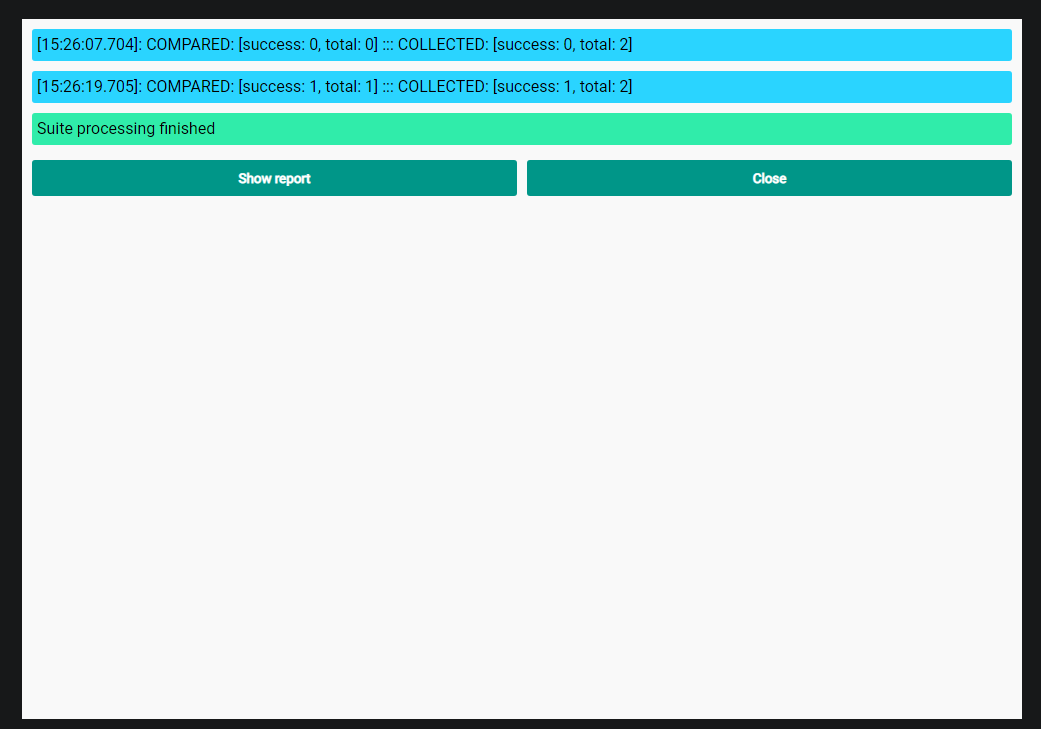 [15:26:07.704]: COMPARED: [success: 0, total: 0] ::: COLLECTED: [success: 0, total: 2]
[15:26:19.705]: COMPARED: [success: 1, total: 1] ::: COLLECTED: [success: 1, total: 2]
Suite processing finished
Show report
Close